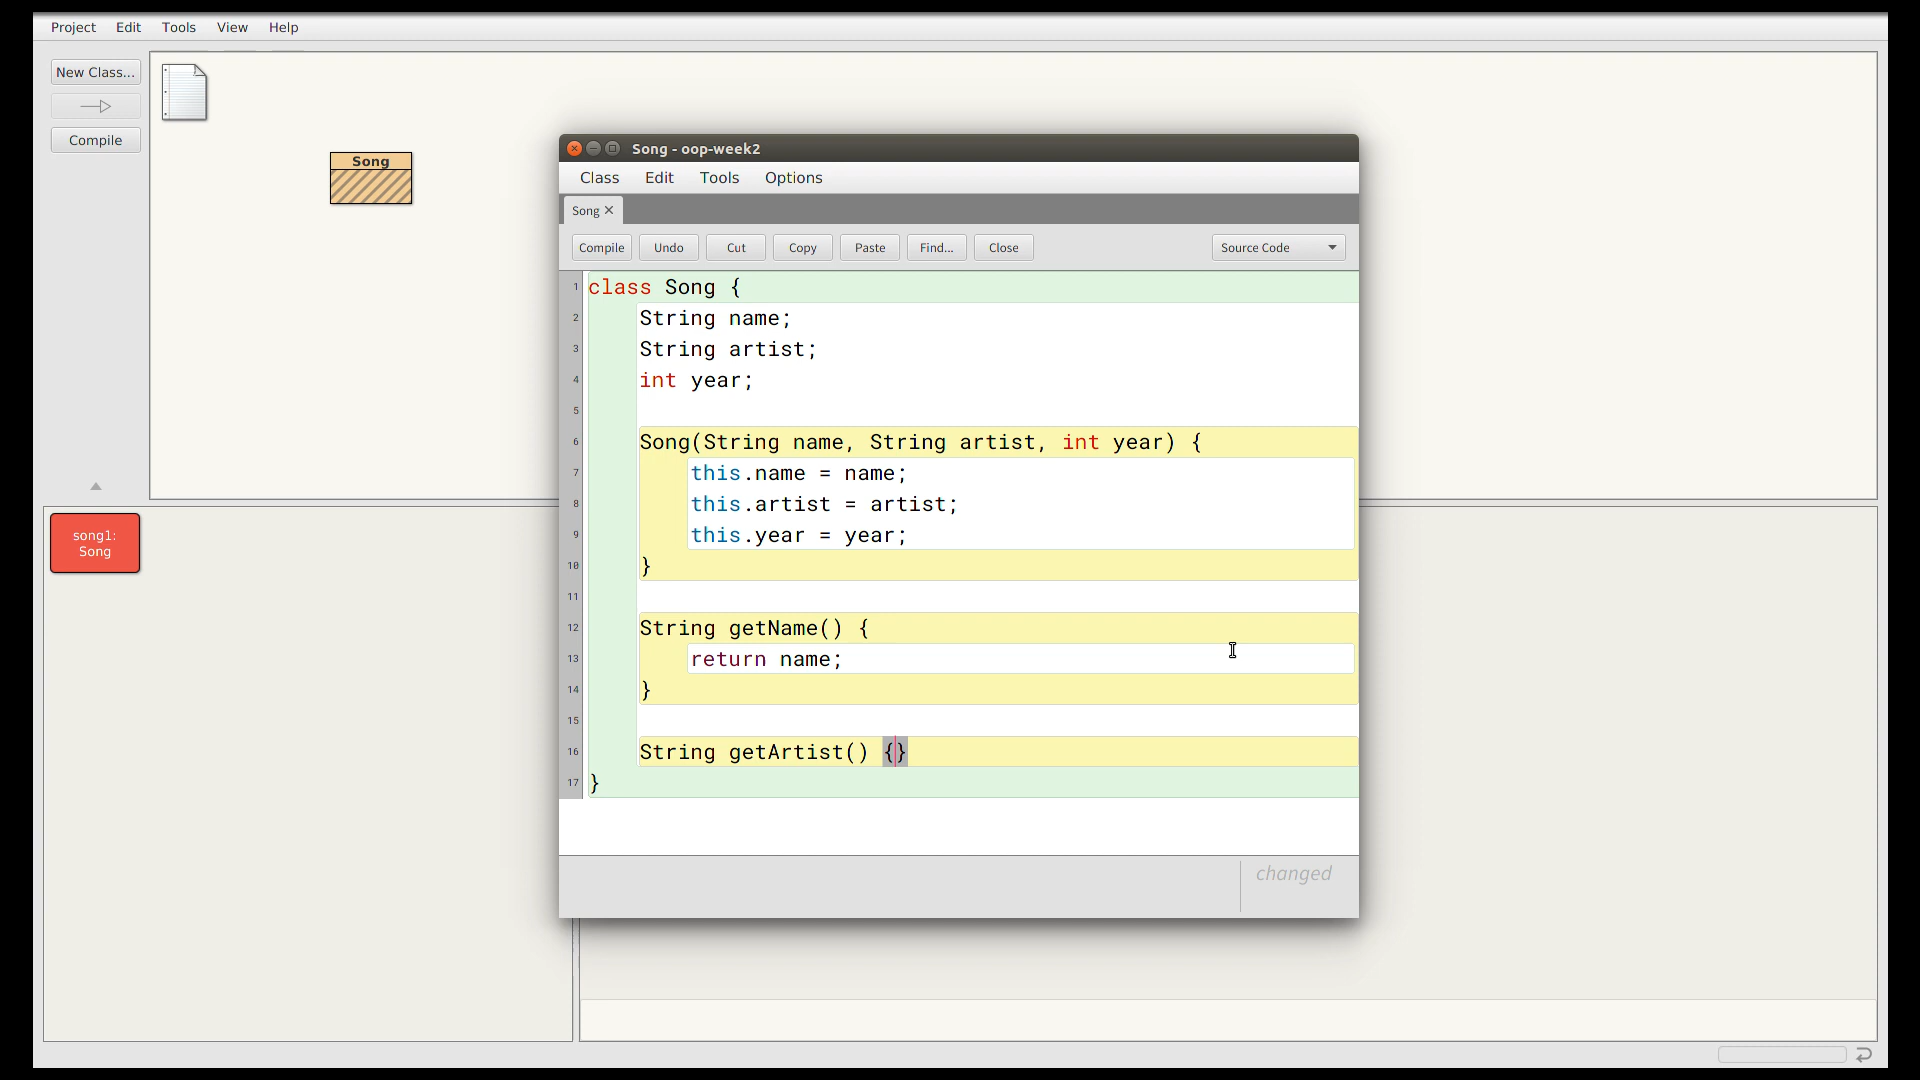 Project Edit Tools View Help
New Class...
Compile
Song
song1:
Song
Song - oop-week2
Class Edit Tools Options
Song
Compile Undo Cut Copy Paste Find... Close Source Code
1 class Song {
2 String name;
3 String artist;
4 int year;
5
6 Song(String name, String artist, int year) {
7 this.name = name;
8 this.artist = artist;
9 this.year = year;
10 }
11
12 String getName() {
13 return name;
14 }
15
16 String getArtist() {}
17 }
changed